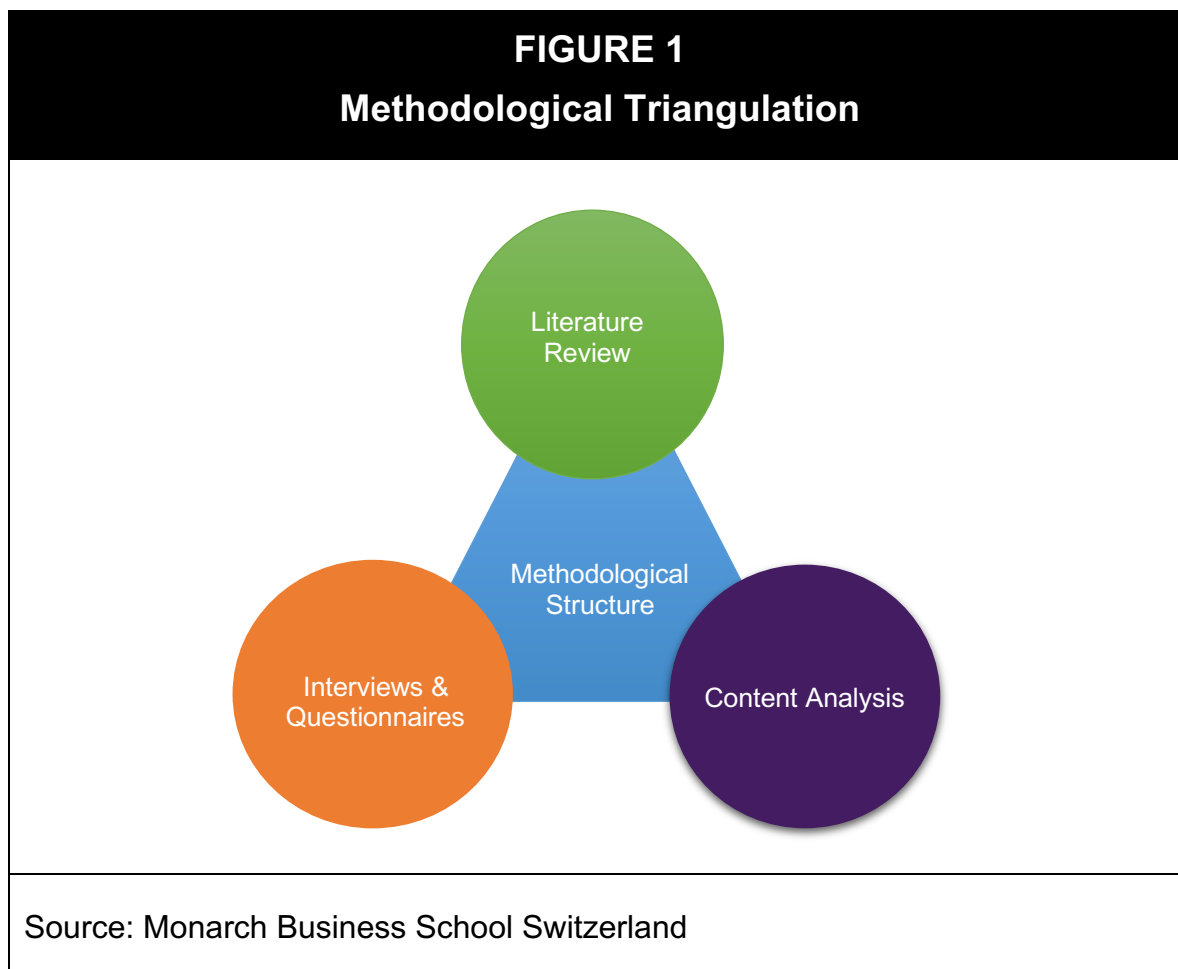 FIGURE 1
Methodological Triangulation
Literature
Review
Methodological
Structure
Interviews &
Questionnaires
Content Analysis
Source: Monarch Business School Switzerland